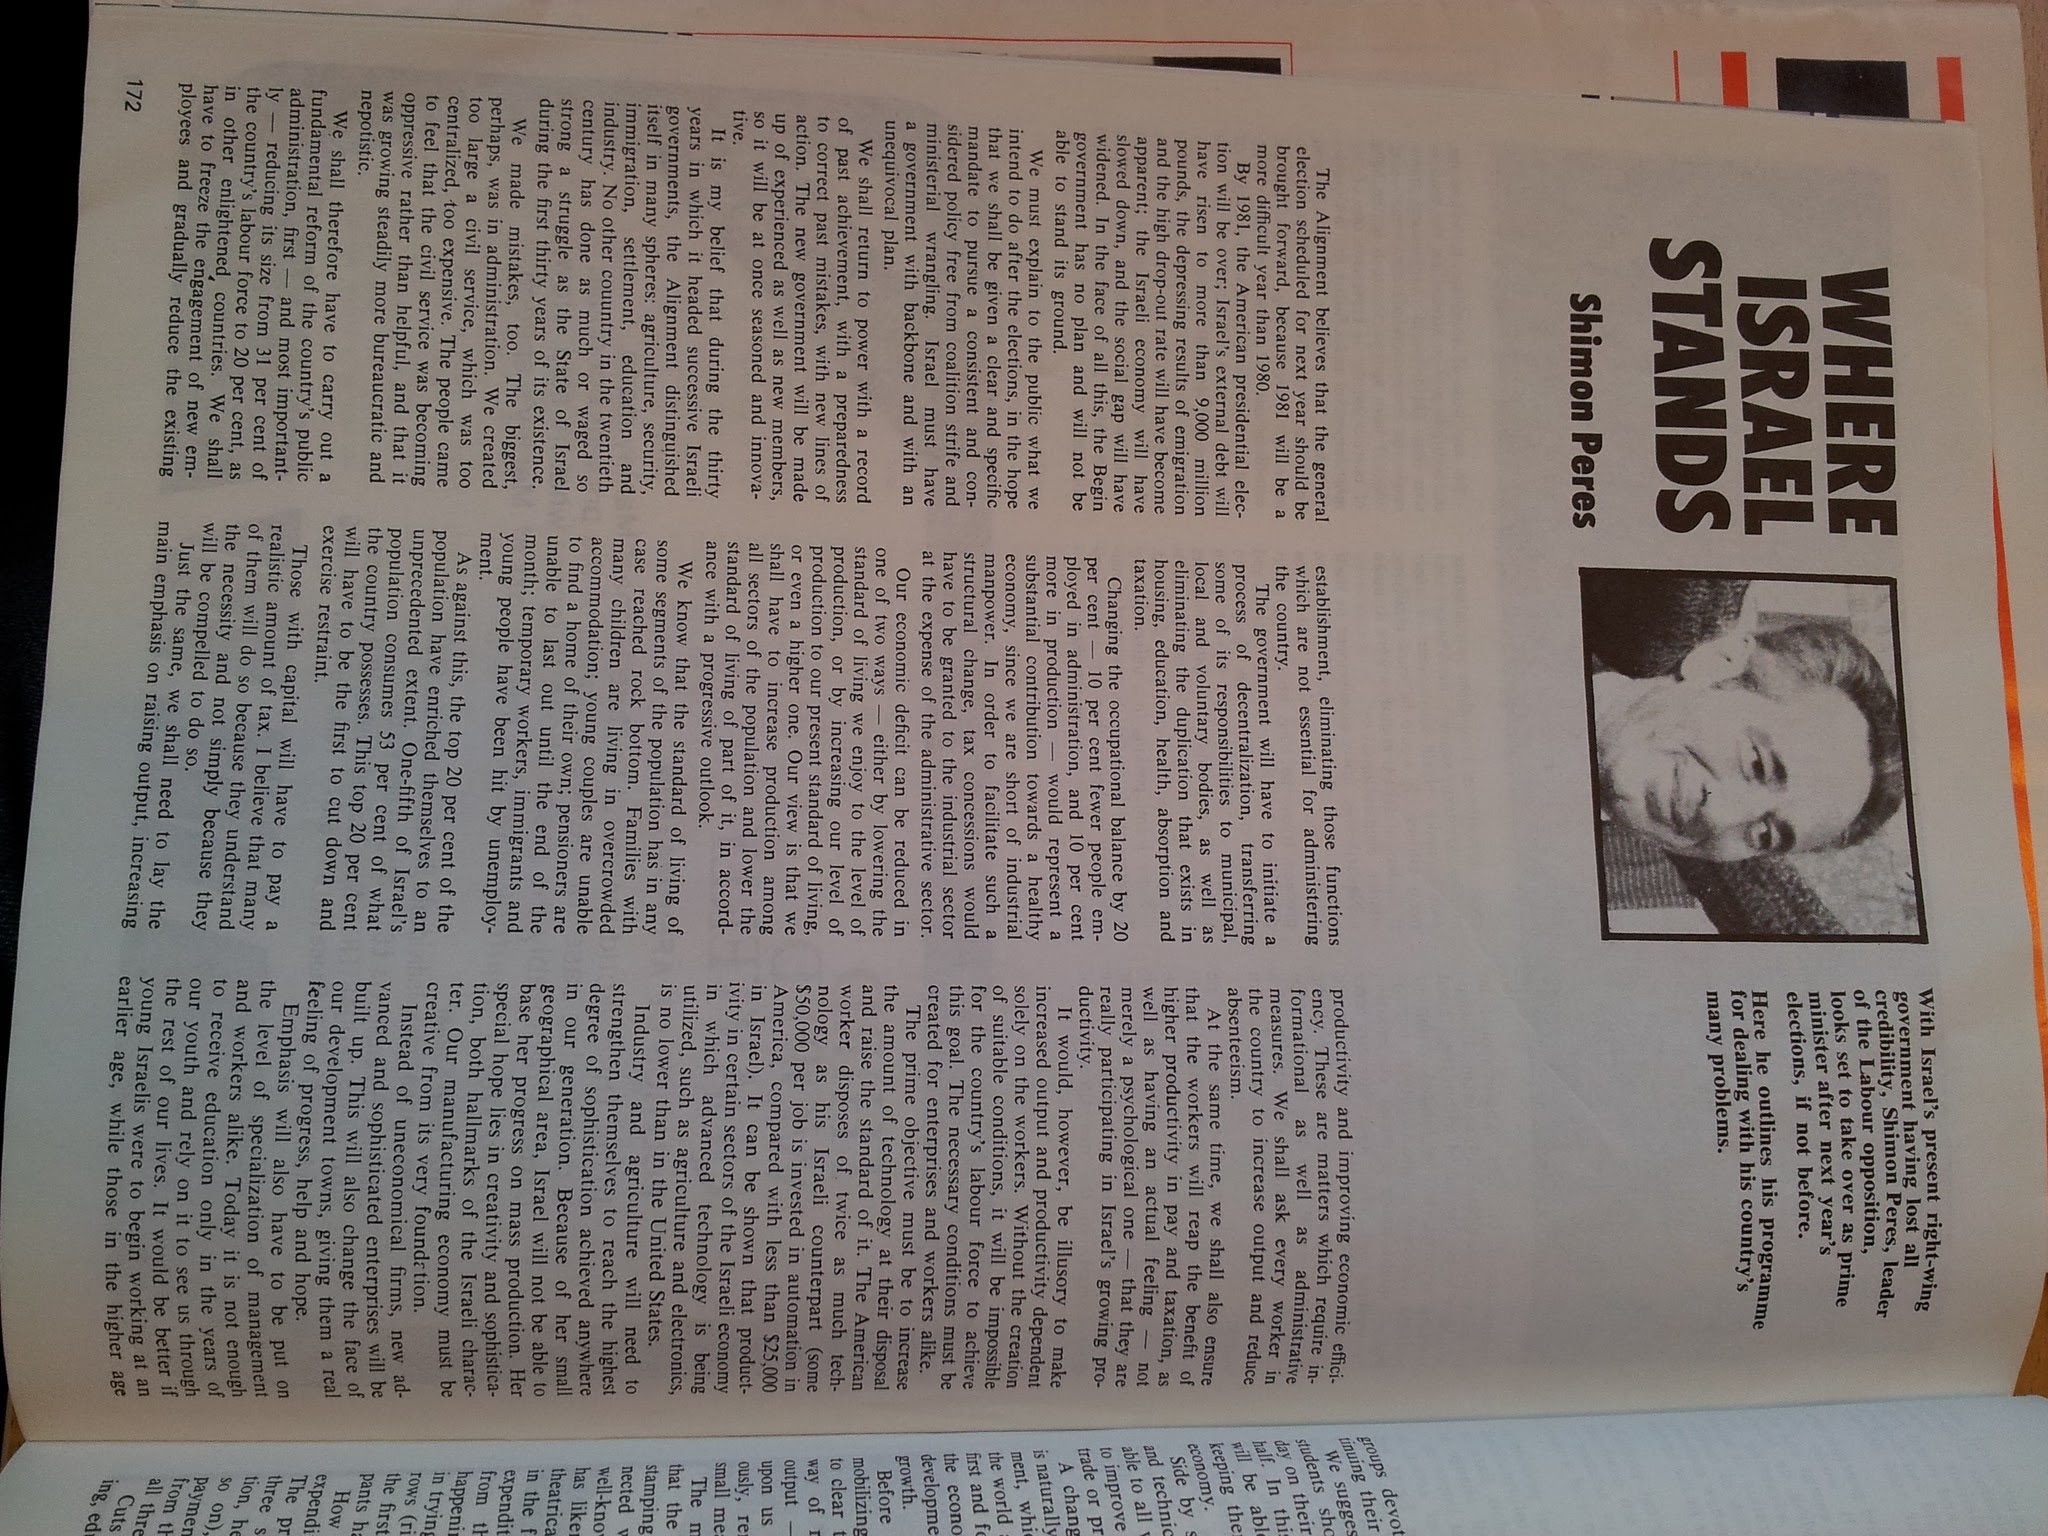 WHERE
ISRAEL
STANDS
Shimon Peres
With Israel's present right-wing
government having lost all
credibility, Shimon Peres, leader
of the Labour opposition,
looks set to take over as prime
minister after next year's
elections, if not before.
Here he outlines his programme
for dealing with his country's
many problems.
The Alignment believes that the general
election scheduled for next year should be
brought forward, because 1981 will be a
more difficult year than 1980.
By 1981, the American presidential elec-
tion will be over; Israel's external debt will
have risen to more than 9,000 million
pounds, the depressing results of emigration
and the high drop-out rate will have become
apparent; the Israeli economy will have
slowed down, and the social gap will have
widened. In the face of all this, the Begin
government has no plan and will not be
able to stand its ground.
We must explain to the public what we
intend to do after the elections, in the hope
that we shall be given a clear and specific
mandate to pursue a consistent and con-
sidered policy free from coalition strife and
ministerial wrangling. Israel must have
a government with backbone and with an
unequivocal plan.
We shall return to power with a record
of past achievement, with a preparedness
to correct past mistakes, with new lines of
action. The new government will be made
up of experienced as well as new members,
so it will be at once seasoned and innova-
tive.
It is my belief that during the thirty
years in which it headed successive Israeli
governments, the Alignment distinguished
itself in many spheres: agriculture, security,
immigration, settlement, education and
industry. No other country in the twentieth
century has done as much or waged so
strong a struggle as the State of Israel
during the first thirty years of its existence.
We made mistakes, too. The biggest,
perhaps, was in administration. We created
too large a civil service, which was too
centralized, too expensive. The people came
to feel that the civil service was becoming
oppressive rather than helpful, and that it
was growing steadily more bureaucratic and
nepotistic.
We shall therefore have to carry out a
fundamental reform of the country's public
administration, first — and most important-
ly — reducing its size from 31 per cent of
the country's labour force to 20 per cent, as
in other enlightened countries. We shall
have to freeze the engagement of new em-
ployees and gradually reduce the existing
172
establishment, eliminating those functions
which are not essential for administering
the country.
The government will have to initiate a
process of decentralization, transferring
some of its responsibilities to municipal,
local and voluntary bodies, as well as
eliminating the duplication that exists in
housing, education, health, absorption and
taxation.
Changing the occupational balance by 20
per cent — 10 per cent fewer people em-
ployed in administration, and 10 per cent
more in production — would represent a
substantial contribution towards a healthy
economy, since we are short of industrial
manpower. In order to facilitate such a
structural change, tax concessions would
have to be granted to the industrial sector
at the expense of the administrative sector.
Our economic deficit can be reduced in
one of two ways — either by lowering the
standard of living we enjoy to the level of
production, or by increasing our level of
production to our present standard of living,
or even a higher one. Our view is that we
shall have to increase production among
all sectors of the population and lower the
standard of living of part of it, in accord-
ance with a progressive outlook.
We know that the standard of living of
some segments of the population has in any
case reached rock bottom. Families with
many children are living in overcrowded
accommodation; young couples are unable
to find a home of their own; pensioners are
unable to last out until the end of the
month; temporary workers, immigrants and
young people have been hit by unemploy-
ment.
As against this, the top 20 per cent of the
population have enriched themselves to an
unprecedented extent. One-fifth of Israel's
population consumes 53 per cent of what
the country possesses. This top 20 per cent
will have to be the first to cut down and
exercise restraint.
Those with capital will have to pay a
realistic amount of tax. I believe that many
of them will do so because they understand
the necessity and not simply because they
will be compelled to do so.
Just the same, we shall need to lay the
main emphasis on raising output, increasing
productivity and improving economic effici-
ency. These are matters which require in-
formational as well as administrative
measures. We shall ask every worker in
the country to increase output and reduce
absenteeism.
At the same time, we shall also ensure
that the workers will reap the benefit of
higher productivity in pay and taxation, as
well as having an actual feeling — not
merely a psychological one — that they are
really participating in Israel's growing pro-
ductivity.
It would, however, be illusory to make
increased output and productivity dependent
solely on the workers. Without the creation
of suitable conditions, it will be impossible
for the country's labour force to achieve
this goal. The necessary conditions must be
created for enterprises and workers alike.
The prime objective must be to increase
the amount of technology at their disposal
and raise the standard of it. The American
worker disposes of twice as much tech-
nology as his Israeli counterpart (some
$50,000 per job is invested in automation in
America, compared with less than $25,000
in Israel). It can be shown that product-
ivity in certain sectors of the Israeli economy
in which advanced technology is being
utilized, such as agriculture and electronics,
is no lower than in the United States.
Industry and agriculture will need to
strengthen themselves to reach the highest
degree of sophistication achieved anywhere
in our generation. Because of her small
geographical area, Israel will not be able to
base her progress on mass production. Her
special hope lies in creativity and sophistica-
tion, both hallmarks of the Israeli charac-
ter. Our manufacturing economy must be
creative from its very foundation.
Instead of uneconomical firms, new ad-
vanced and sophisticated enterprises will be
built up. This will also change the face of
our development towns, giving them a real
feeling of progress, help and hope.
Emphasis will also have to be put on
the level of specialization of management
and workers alike. Today it is not enough
to receive education only in the years of
our youth and rely on it to see us through
the rest of our lives. It would be better if
young Israelis were to begin working at an
earlier age, while those in the higher age
groups devot
tinuing their
We sugges
students sho
day on their
half. In this
will be able
keeping the
economy.
Side by s
and technic
able to all
to improve
trade or pr
A chang
is naturally
ment, whic
the world
first and fo
the econo
developme
growth.
Before
mobilizing
to clear t
way of r
output —
upon us
ously, re
small me
The m
that the
stamping
nected
well-kno
has liker
theatrica
in the f
expendit
from th
happeni
in trying
rows (ri
the first
pants ha
How
expendi
The pr
three s
tion, he
so on),
paymen
from th
all thre
Cuts
ing, ed